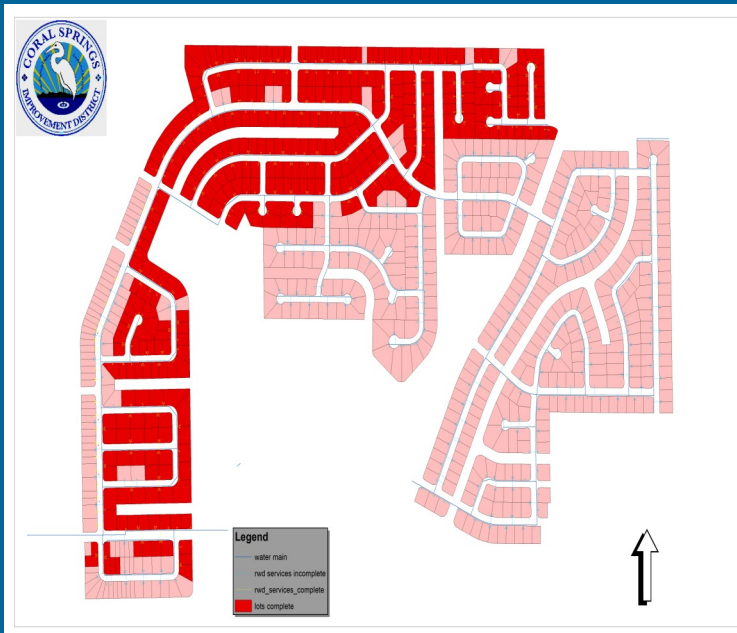 CORAL SPRINGS
IMPROVEMENT DISTRICT
Legend
water main
rwd services incomplete
rwd_services_complete
lots complete